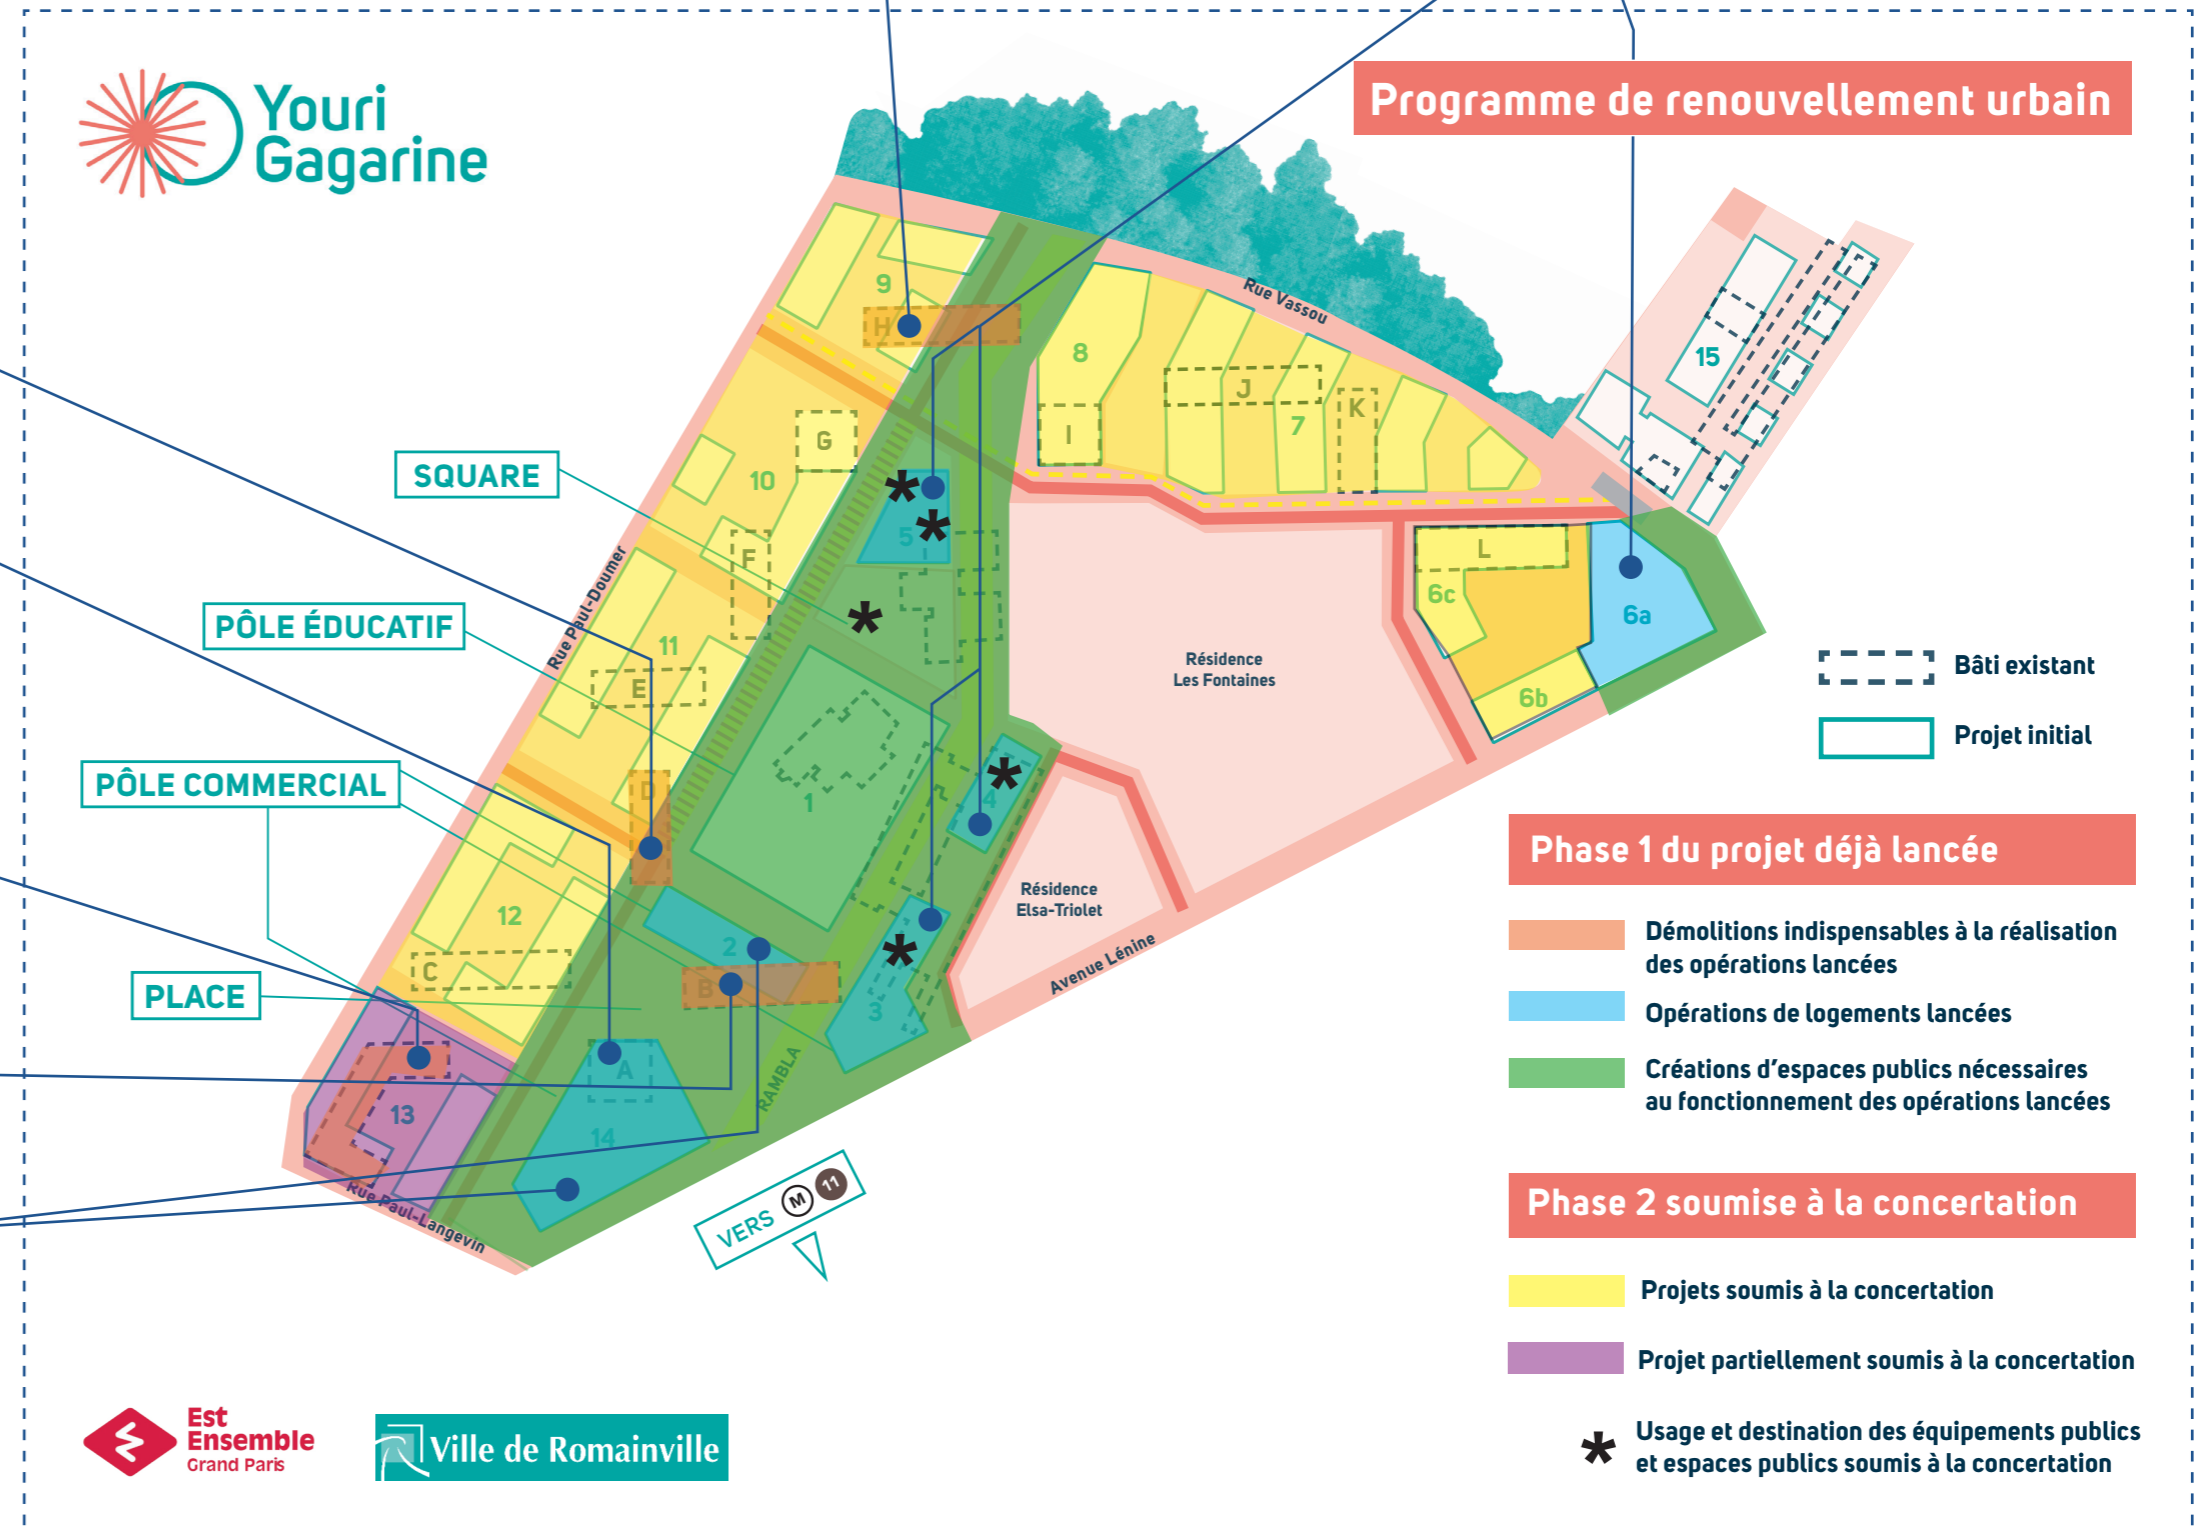 Youri
Gagarine
Programme de renouvellement urbain
Rue Vassou
9
H
8
J
K
7
I
15
G
10
SQUARE
5
F
L
6c
6a
6b
Rue Paul-Doumer
PÔLE ÉDUCATIF
11
E
Résidence
Les Fontaines
Bâti existant
Projet initial
PÔLE COMMERCIAL
D
1
4
Phase 1 du projet déjà lancée
Résidence
Elsa-Triolet
12
Démolitions indispensables à la réalisation
des opérations lancées
2
C
PLACE
B
3
Avenue Lénine
Opérations de logements lancées
A
RAMBLA
Créations d'espaces publics nécessaires
au fonctionnement des opérations lancées
13
14
Rue Paul-Langevin
VERS M 11
Phase 2 soumise à la concertation
Projets soumis à la concertation
Projet partiellement soumis à la concertation
* Usage et destination des équipements publics
et espaces publics soumis à la concertation
Est
Ensemble
Grand Paris
Ville de Romainville